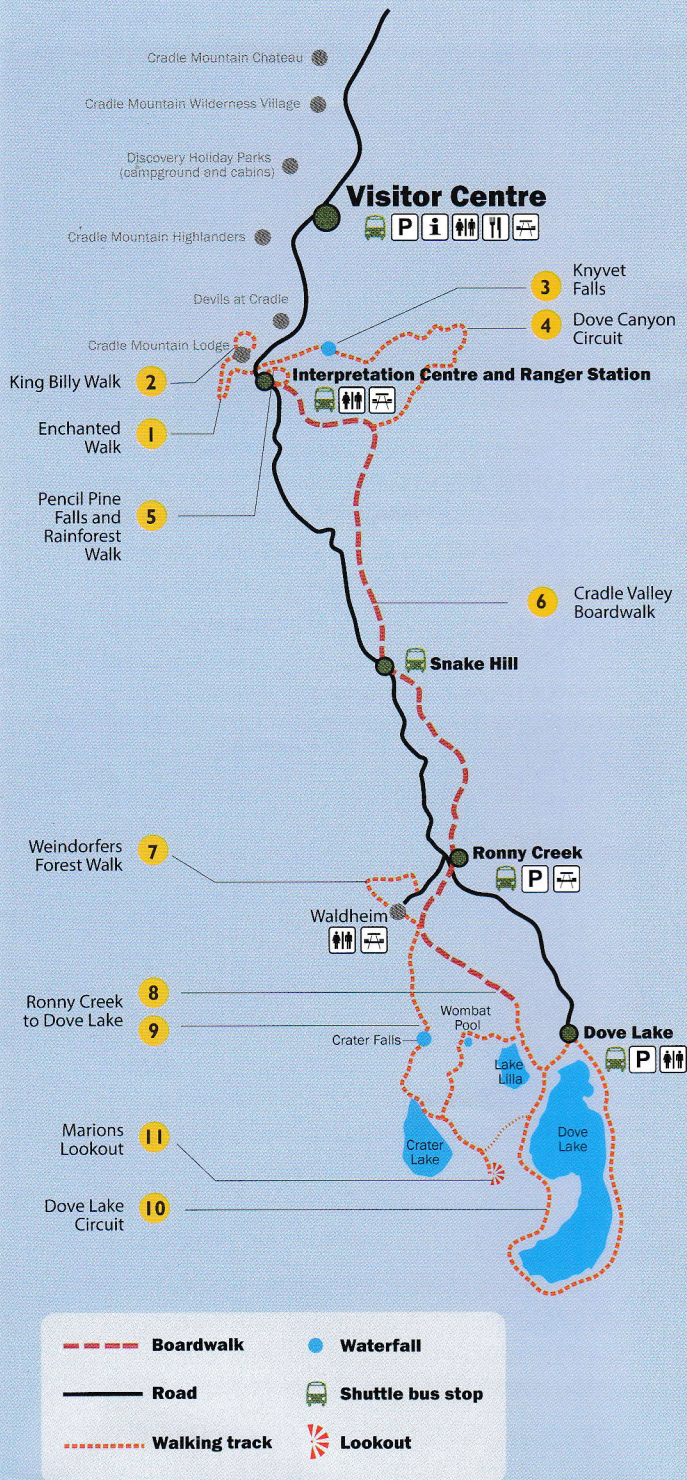 Cradle Mountain Chateau
Cradle Mountain Wilderness Village
Discovery Holiday Parks
(campground and cabins)
Visitor Centre
P
i
Cradle Mountain Highlanders
Devils at Cradle
3
Knyvet
Falls
4
Dove Canyon
Circuit
Cradle Mountain Lodge
King Billy Walk
2
Interpretation Centre and Ranger Station
Enchanted
Walk
1
Pencil Pine
Falls and
Rainforest
Walk
5
6
Cradle Valley
Boardwalk
Snake Hill
Weindorfers
Forest Walk
7
Ronny Creek
P
Waldheim
Ronny Creek
to Dove Lake
8
9
Wombat
Pool
Crater Falls
Dove Lake
P
Lake
Lilla
Marions
Lookout
11
Crater
Lake
Dove
Lake
Dove Lake
Circuit
10
Boardwalk
Waterfall
Road
Shuttle bus stop
Walking track
Lookout